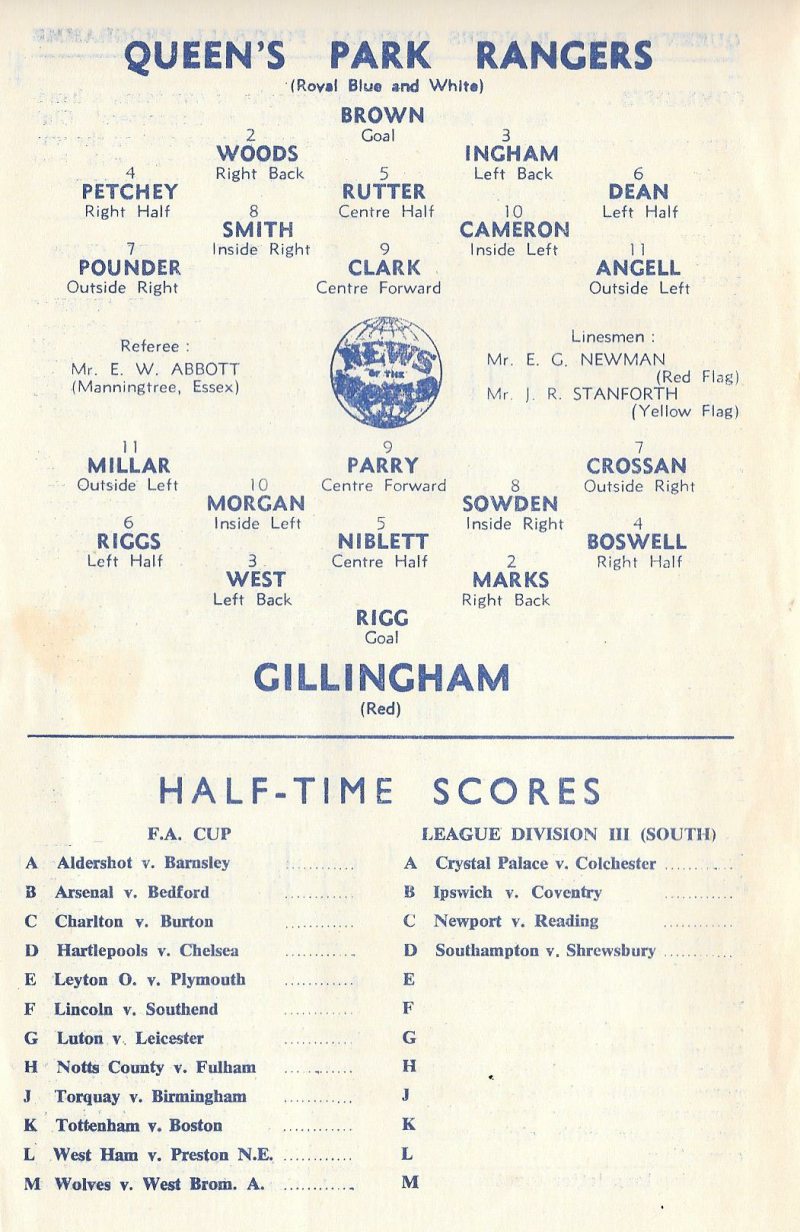 QUEEN'S PARK RANGERS
(Royal Blue and White)
BROWN
Goal
2 3
WOODS INGHAM
Right Back Left Back
4 5 6
PETCHEY RUTTER DEAN
Right Half Centre Half Left Half
8 10
SMITH CAMERON
Inside Right Inside Left
7 9 11
POUNDER CLARK ANGELL
Outside Right Centre Forward Outside Left
Referee :
Mr. E. W. ABBOTT
(Manningtree, Essex)
NEWS
OF THE
WORLD
Linesmen :
Mr. E. G. NEWMAN
(Red Flag)
Mr. J. R. STANFORTH
(Yellow Flag)
11 9 7
MILLAR PARRY CROSSAN
Outside Left Centre Forward Outside Right
10 8
MORGAN SOWDEN
Inside Left Inside Right
6 5 4
RIGGS NIBLETT BOSWELL
Left Half Centre Half Right Half
3 2
WEST MARKS
Left Back Right Back
RIGG
Goal
GILLINGHAM
(Red)
HALF-TIME SCORES
F.A. CUP
A Aldershot v. Barnsley ............
B Arsenal v. Bedford ............
C Charlton v. Burton ............
D Hartlepools v. Chelsea ............
E Leyton O. v. Plymouth ............
F Lincoln v. Southend ............
G Luton v. Leicester ............
H Notts County v. Fulham ............
J Torquay v. Birmingham ............
K Tottenham v. Boston ............
L West Ham v. Preston N.E. ............
M Wolves v. West Brom. A. ............
LEAGUE DIVISION III (SOUTH)
A Crystal Palace v. Colchester ............
B Ipswich v. Coventry ............
C Newport v. Reading ............
D Southampton v. Shrewsbury ............
E
F
G
H
J
K
L
M